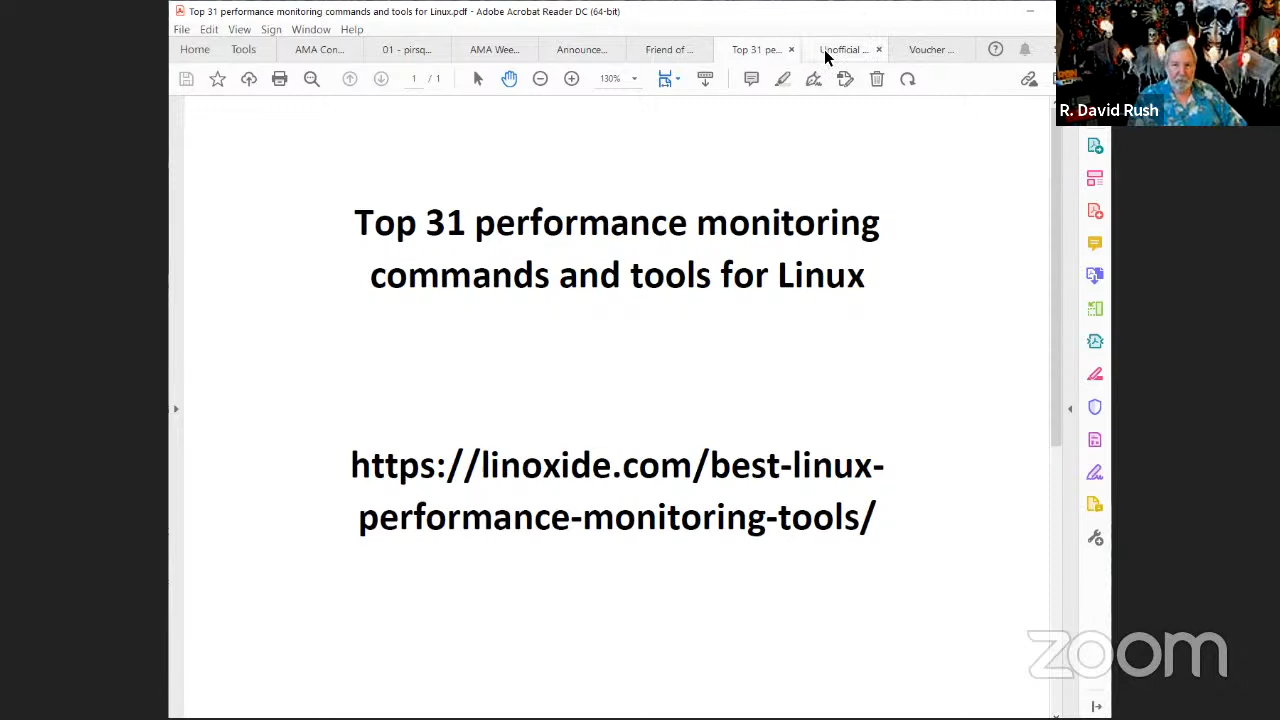 Top 31 performance monitoring commands and tools for Linux.pdf - Adobe Acrobat Reader DC (64-bit)
File Edit View Sign Window Help
Home Tools AMA Con... 01 - pirsq... AMA Wee... Announce... Friend of ... Top 31 pe... Unofficial ... Voucher ...
1 / 1 130%
R. David Rush
Top 31 performance monitoring
commands and tools for Linux
https://linoxide.com/best-linux-
performance-monitoring-tools/
zoom